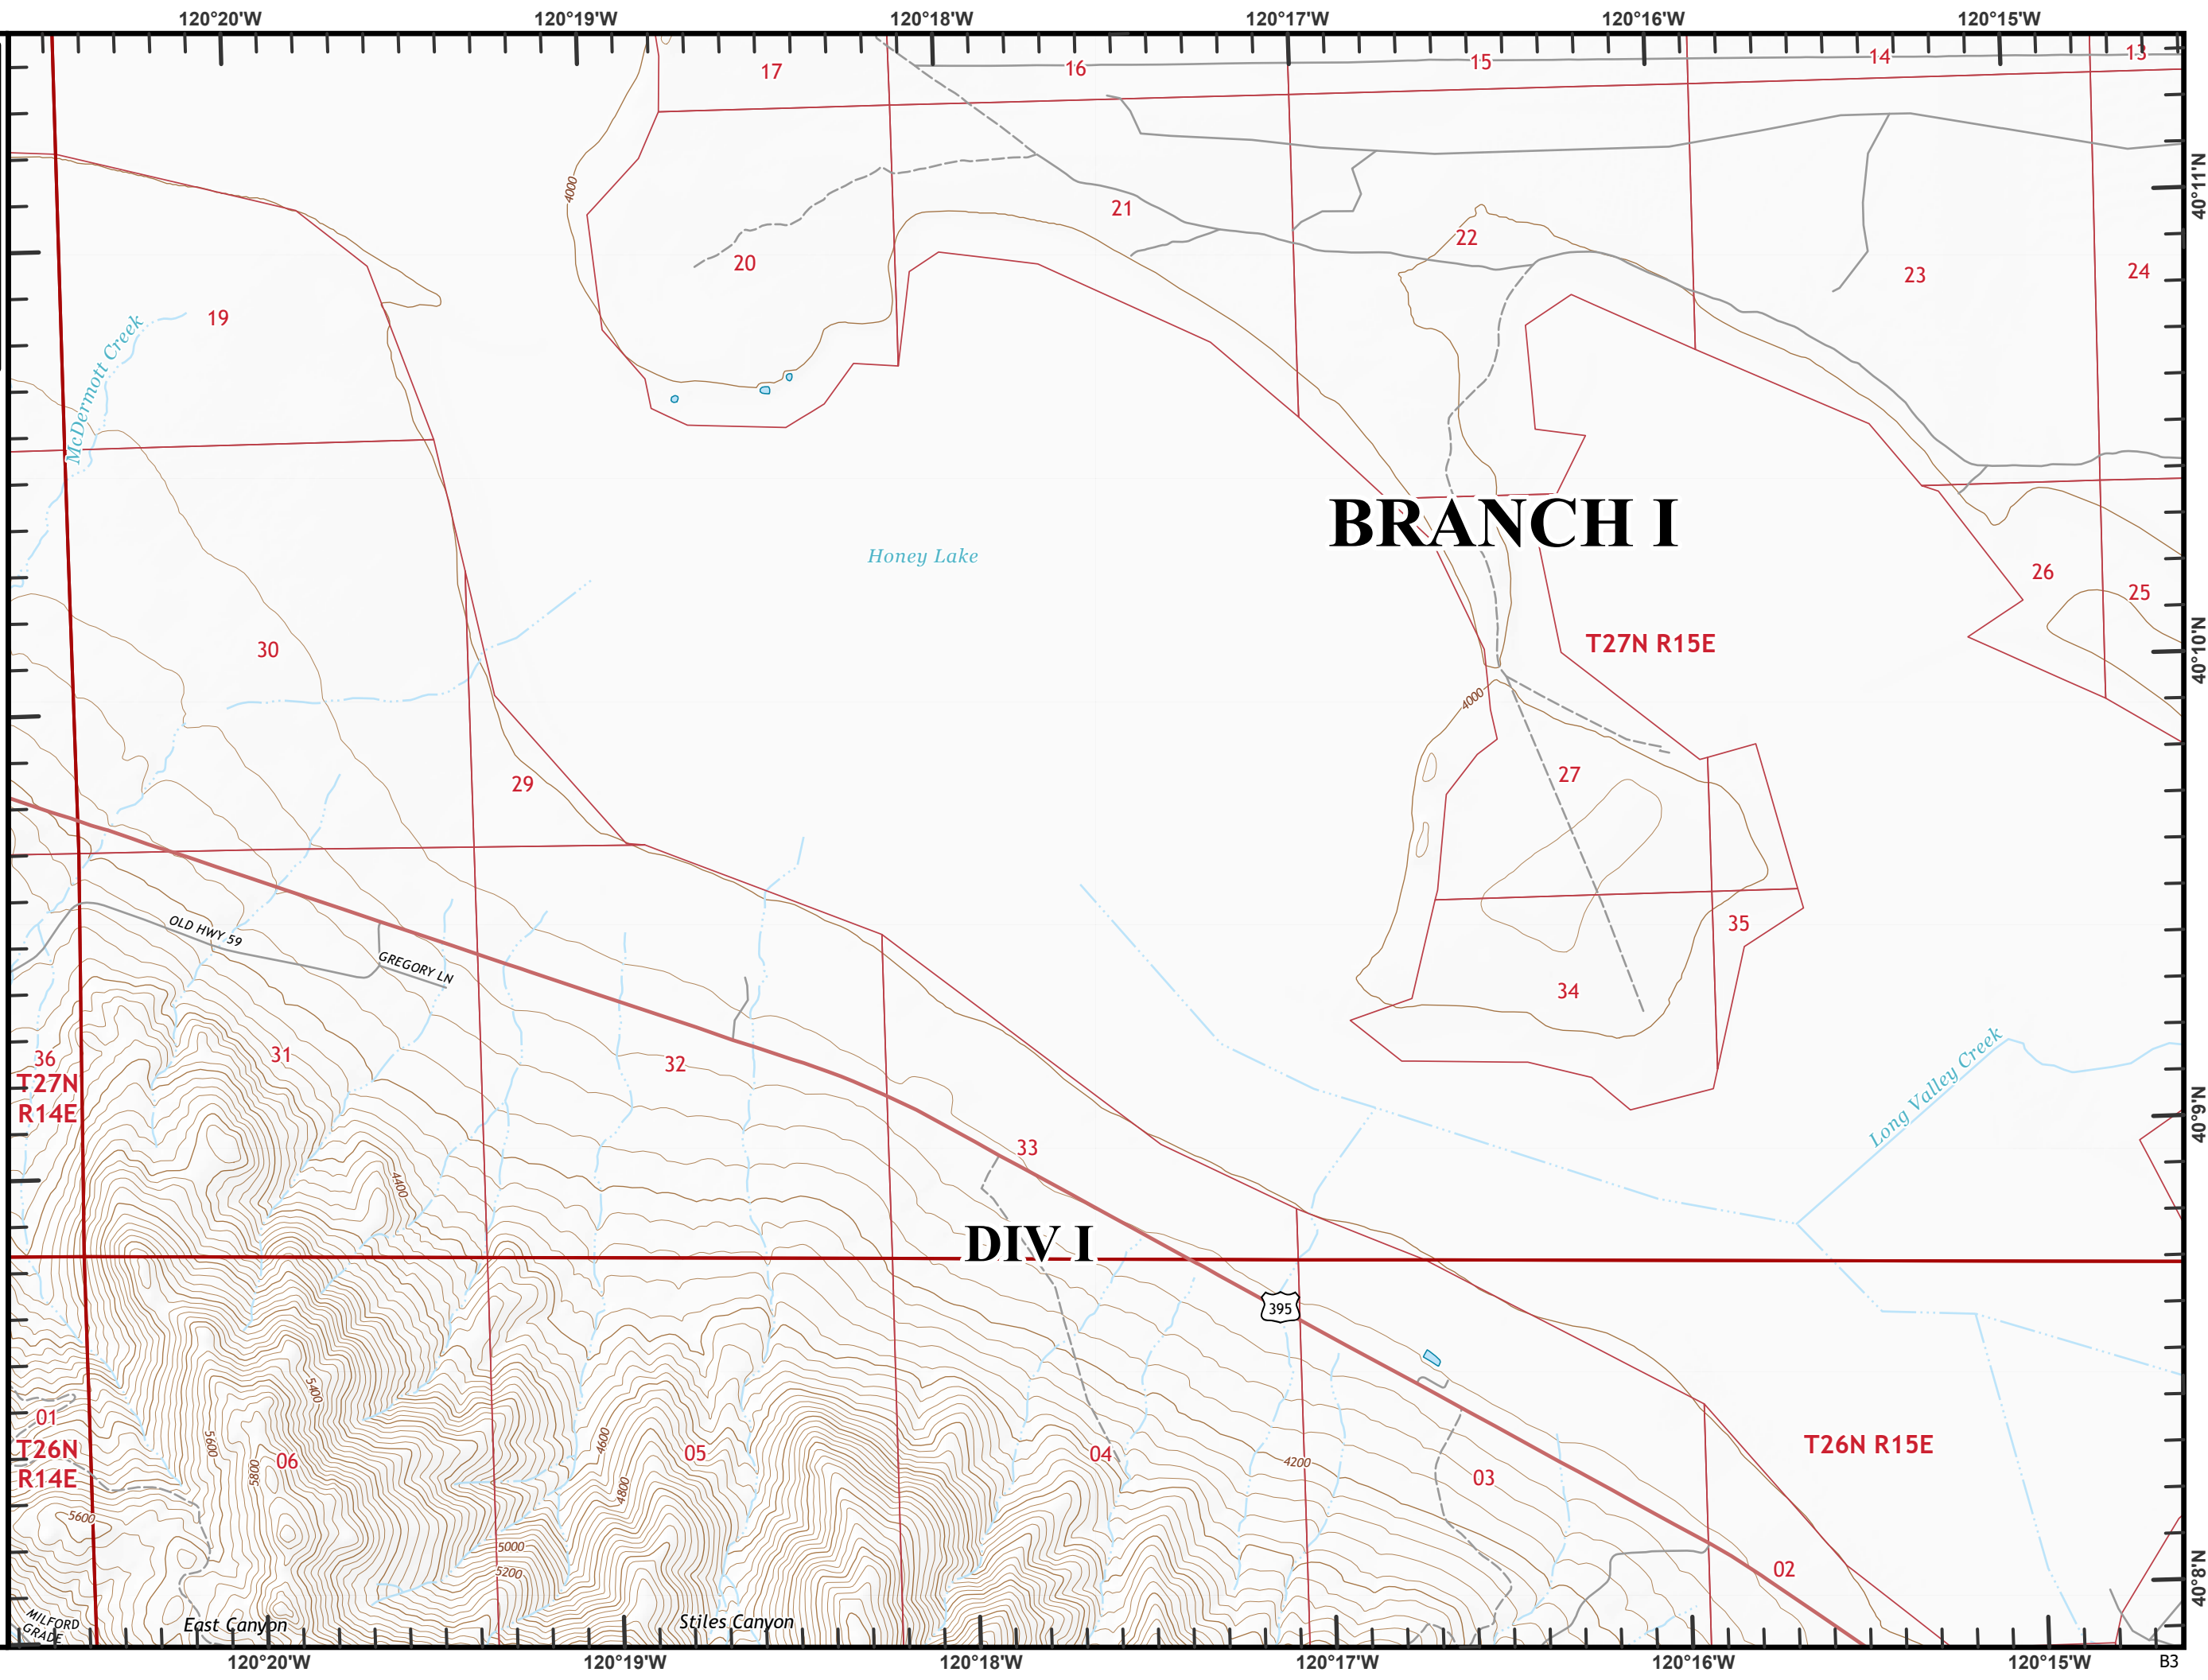 120°20'W
120°19'W
120°18'W
120°17'W
120°16'W
120°15'W
17
16
15
14
13
40°11'N
4000
21
22
20
23
24
19
McDermott Creek
BRANCH I
Honey Lake
26
25
30
T27N R15E
40°10'N
4000
27
29
OLD HWY 59
GREGORY LN
35
34
36
31
32
T27N
R14E
Long Valley Creek
40°9'N
33
4400
DIV I
395
5400
01
T26N
R14E
5600
5800
06
4600
05
4800
04
4200
03
T26N R15E
5600
5000
5200
02
40°8'N
MILFORD
GRADE
East Canyon
Stiles Canyon
120°20'W
120°19'W
120°18'W
120°17'W
120°16'W
120°15'W
B3